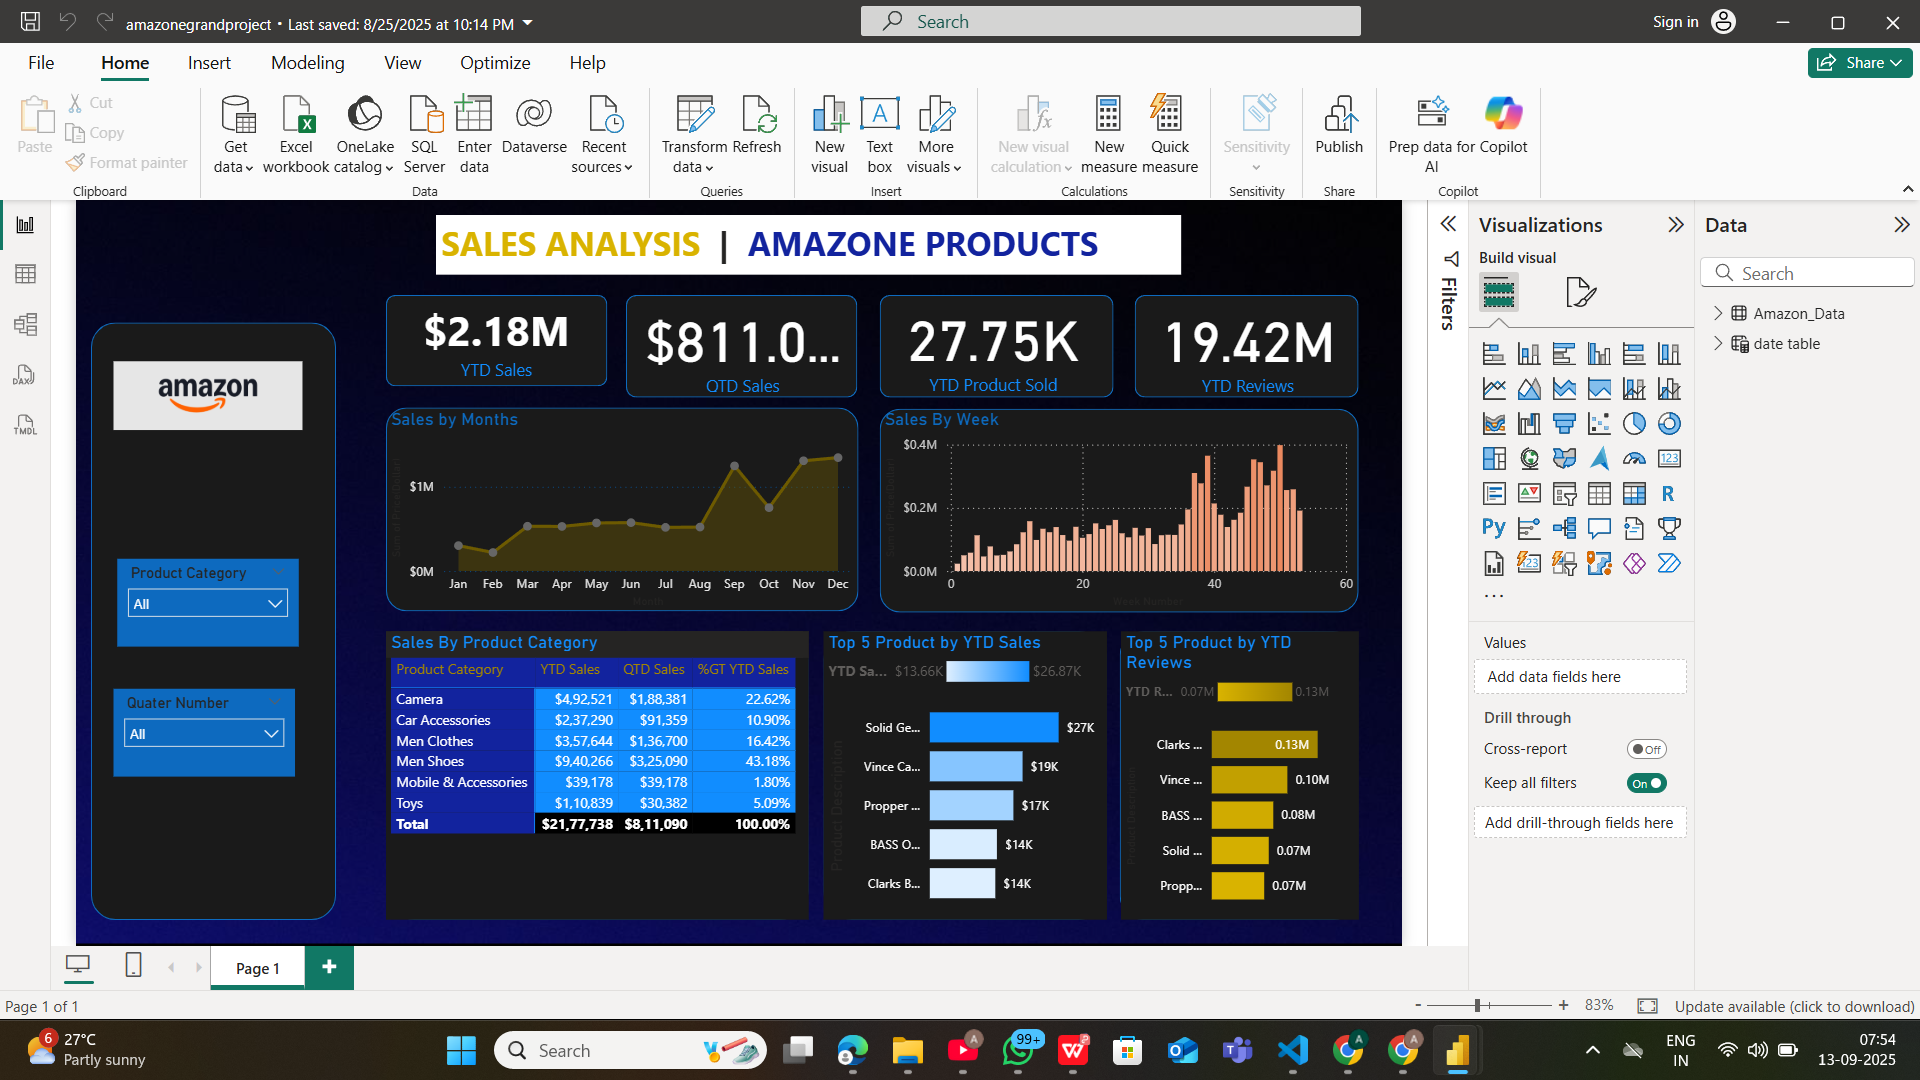 amazonegrandproject • Last saved: 8/25/2025 at 10:14 PM
Search
Sign in
File Home Insert Modeling View Optimize Help
Share
Paste
Cut
Copy
Format painter
Clipboard
Get data
Excel workbook
OneLake catalog
SQL Server
Enter data
Dataverse
Recent sources
Data
Transform data
Refresh
Queries
New visual
Text box
More visuals
Insert
New visual calculation
New measure
Quick measure
Calculations
Sensitivity
Sensitivity
Publish
Share
Prep data for AI
Copilot
Copilot
SALES ANALYSIS | AMAZONE PRODUCTS
amazon
Product Category
All
Quater Number
All
$2.18M
YTD Sales
$811.0...
QTD Sales
27.75K
YTD Product Sold
19.42M
YTD Reviews
Sales by Months
$1M
$0M
Jan Feb Mar Apr May Jun Jul Aug Sep Oct Nov Dec
Month
Sales By Week
$0.4M
$0.2M
$0.0M
0 20 40 60
Week Number
Sales By Product Category
Product Category YTD Sales QTD Sales %GT YTD Sales
Camera $4,92,521 $1,88,381 22.62%
Car Accessories $2,37,290 $91,359 10.90%
Men Clothes $3,57,644 $1,36,700 16.42%
Men Shoes $9,40,266 $3,25,090 43.18%
Mobile & Accessories $39,178 $39,178 1.80%
Toys $1,10,839 $30,382 5.09%
Total $21,77,738 $8,11,090 100.00%
Top 5 Product by YTD Sales
YTD Sa... $13.66K $26.87K
Product Description
Solid Ge... $27K
Vince Ca... $19K
Propper ... $17K
BASS O... $14K
Clarks B... $14K
Top 5 Product by YTD Reviews
YTD R... 0.07M 0.13M
Clarks ... 0.13M
Vince ... 0.10M
BASS ... 0.08M
Solid ... 0.07M
Propp... 0.07M
Filters
Visualizations
Build visual
123
R
Py
123
...
Values
Add data fields here
Drill through
Cross-report Off
Keep all filters On
Add drill-through fields here
Data
Search
Amazon_Data
date table
DAX
TMDL
Page 1
+
Page 1 of 1
- + 83%
Update available (click to download)
6
27°C
Partly sunny
Search
99+
ENG
IN
07:54
13-09-2025